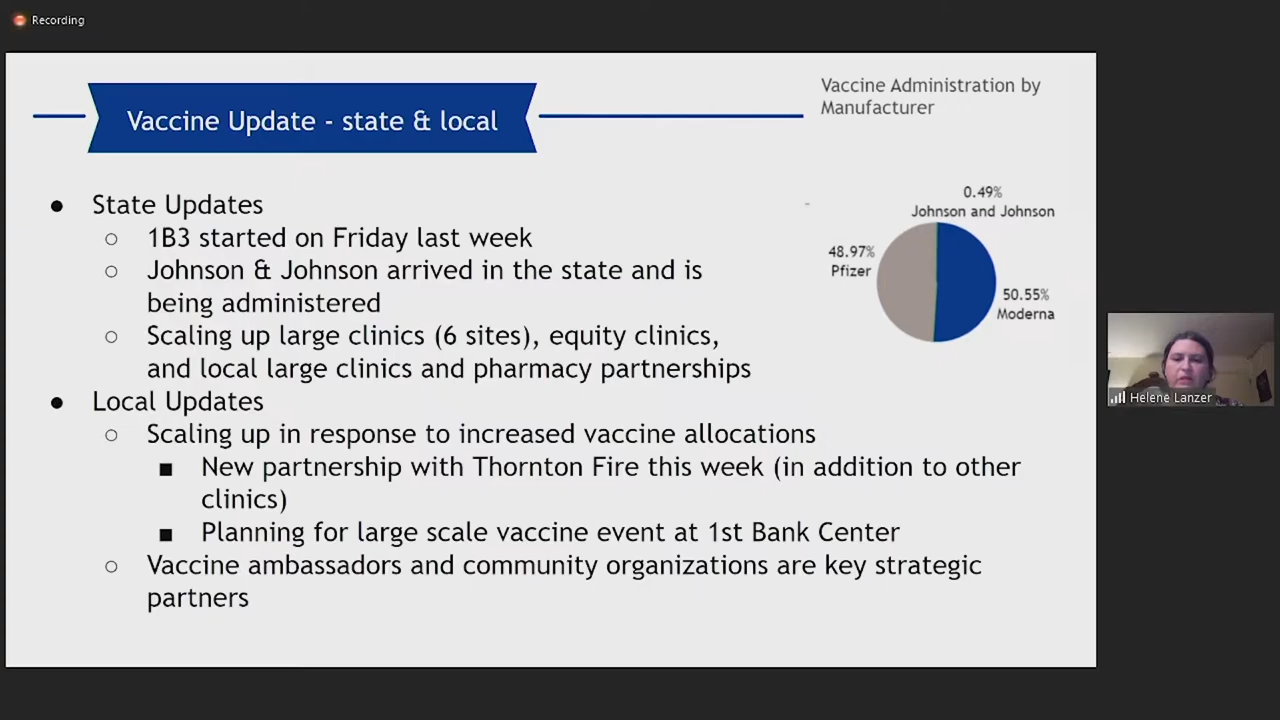 Recording
Vaccine Update - state & local
Vaccine Administration by
Manufacturer
● State Updates
○ 1B3 started on Friday last week
○ Johnson & Johnson arrived in the state and is
being administered
○ Scaling up large clinics (6 sites), equity clinics,
and local large clinics and pharmacy partnerships
● Local Updates
○ Scaling up in response to increased vaccine allocations
■ New partnership with Thornton Fire this week (in addition to other
clinics)
■ Planning for large scale vaccine event at 1st Bank Center
○ Vaccine ambassadors and community organizations are key strategic
partners
0.49%
Johnson and Johnson
48.97%
Pfizer
50.55%
Moderna
Helene Lanzer